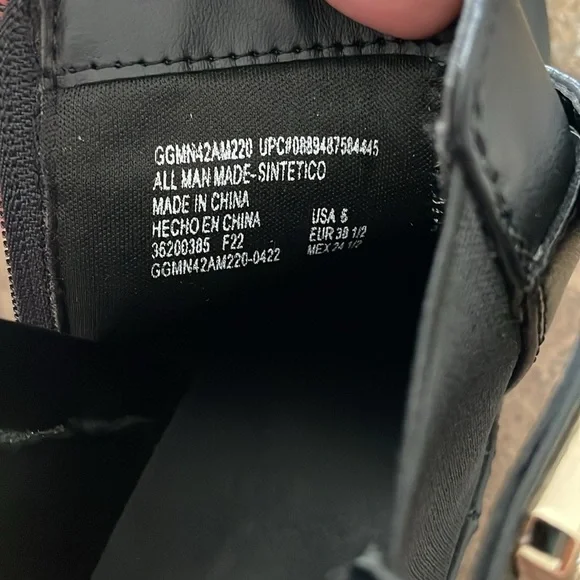 GGMN42AM220 UPC#0889487584445
ALL MAN MADE-SINTETICO
MADE IN CHINA
HECHO EN CHINA USA
36200385 F22 EUR 38 1/2
GGMN42AM220-0422 MEX 24 1/2